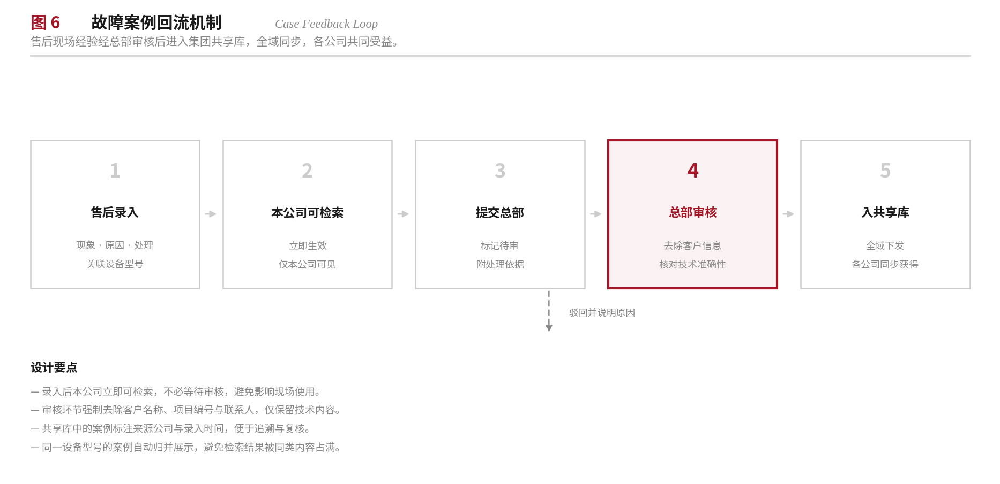 图 6 故障案例回流机制 Case Feedback Loop
售后现场经验经总部审核后进入集团共享库，全域同步，各公司共同受益。
1
售后录入
现象 · 原因 · 处理
关联设备型号
2
本公司可检索
立即生效
仅本公司可见
3
提交总部
标记待审
附处理依据
4
总部审核
去除客户信息
核对技术准确性
5
入共享库
全域下发
各公司同步获得
驳回并说明原因
设计要点
— 录入后本公司立即可检索，不必等待审核，避免影响现场使用。
— 审核环节强制去除客户名称、项目编号与联系人，仅保留技术内容。
— 共享库中的案例标注来源公司与录入时间，便于追溯与复核。
— 同一设备型号的案例自动归并展示，避免检索结果被同类内容占满。